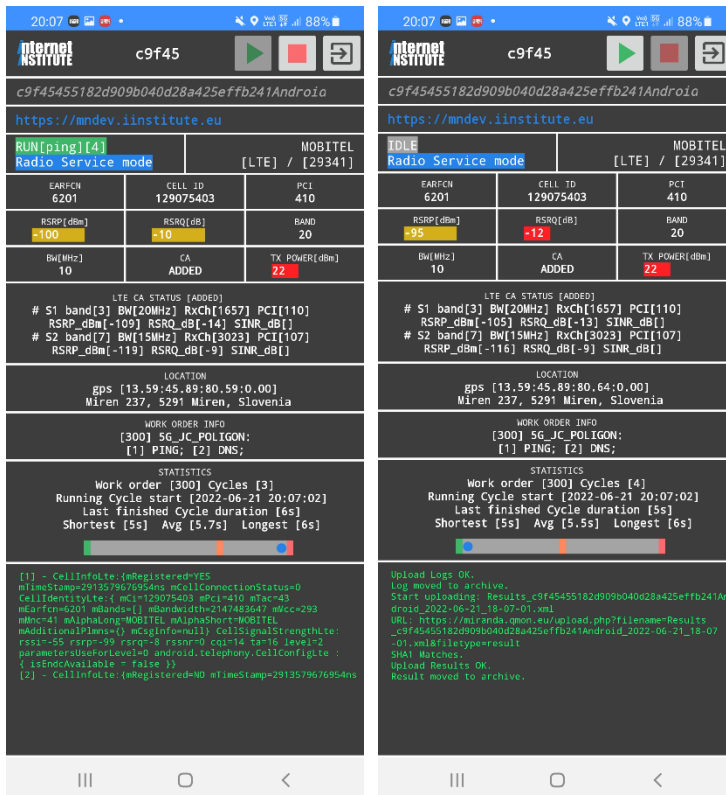 20:07
VoLTE1
5G
88%
Internet
INSTITUTE
c9f45
c9f45455182d909b040d28a425effb241Android
https://mndev.iinstitute.eu
RUN[ping][4]
Radio Service mode
MOBITEL
[LTE] / [29341]
EARFCN
6201
CELL ID
129075403
PCI
410
RSRP[dBm]
-100
RSRQ[dB]
-10
BAND
20
BW[MHz]
10
CA
ADDED
TX POWER[dBm]
22
LTE CA STATUS [ADDED]
# S1 band[3] BW[20MHz] RxCh[1657] PCI[110]
RSRP_dBm[-109] RSRQ_dB[-14] SINR_dB[]
# S2 band[7] BW[15MHz] RxCh[3023] PCI[107]
RSRP_dBm[-119] RSRQ_dB[-9] SINR_dB[]
LOCATION
gps [13.59:45.89:80.59:0.00]
Miren 237, 5291 Miren, Slovenia
WORK ORDER INFO
[300] 5G_JC_POLIGON:
[1] PING; [2] DNS;
STATISTICS
Work order [300] Cycles [3]
Running Cycle start [2022-06-21 20:07:02]
Last finished Cycle duration [6s]
Shortest [5s] Avg [5.7s] Longest [6s]
[1] - CellInfoLte:{mRegistered=YES
mTimeStamp=2913579676954ns mCellConnectionStatus=0
CellIdentityLte:{ mCi=129075403 mPci=410 mTac=43
mEarfcn=6201 mBands=[] mBandwidth=2147483647 mMcc=293
mMnc=41 mAlphaLong=MOBITEL mAlphaShort=MOBITEL
mAdditionalPlmns={} mCsgInfo=null} CellSignalStrengthLte:
rssi=-55 rsrp=-99 rsrq=-8 rssnr=0 cqi=14 ta=16 level=2
parametersUseForLevel=0 android.telephony.CellConfigLte :
{ isEndcAvailable = false }}
[2] - CellInfoLte:{mRegistered=NO mTimeStamp=2913579676954ns
20:07
VoLTE1
5G
88%
Internet
INSTITUTE
c9f45
c9f45455182d909b040d28a425effb241Android
https://mndev.iinstitute.eu
IDLE
Radio Service mode
MOBITEL
[LTE] / [29341]
EARFCN
6201
CELL ID
129075403
PCI
410
RSRP[dBm]
-95
RSRQ[dB]
-12
BAND
20
BW[MHz]
10
CA
ADDED
TX POWER[dBm]
22
LTE CA STATUS [ADDED]
# S1 band[3] BW[20MHz] RxCh[1657] PCI[110]
RSRP_dBm[-105] RSRQ_dB[-13] SINR_dB[]
# S2 band[7] BW[15MHz] RxCh[3023] PCI[107]
RSRP_dBm[-116] RSRQ_dB[-9] SINR_dB[]
LOCATION
gps [13.59:45.89:80.64:0.00]
Miren 237, 5291 Miren, Slovenia
WORK ORDER INFO
[300] 5G_JC_POLIGON:
[1] PING; [2] DNS;
STATISTICS
Work order [300] Cycles [4]
Running Cycle start [2022-06-21 20:07:02]
Last finished Cycle duration [5s]
Shortest [5s] Avg [5.5s] Longest [6s]
Upload Logs OK.
Log moved to archive.
Start uploading: Results_c9f45455182d909b040d28a425effb241An
droid_2022-06-21_18-07-01.xml
URL: https://miranda.qmon.eu/upload.php?filename=Results
_c9f45455182d909b040d28a425effb241Android_2022-06-21_18-07
-01.xml&filetype=result
SHA1 Matches.
Upload Results OK.
Result moved to archive.